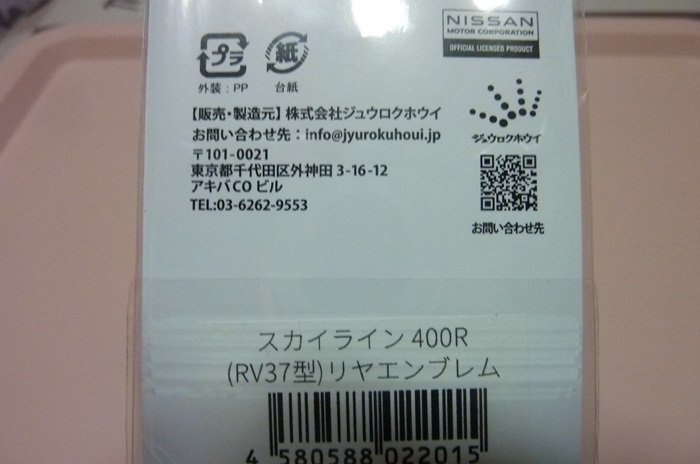 NISSAN
MOTOR CORPORATION
OFFICIAL LICENSED PRODUCT
プラ
紙
外装：PP
台紙
【販売・製造元】株式会社ジュウロクホウイ
お問い合わせ先：info@jyurokuhoui.jp
〒101-0021
東京都千代田区外神田 3-16-12
アキバCO ビル
TEL:03-6262-9553
ジュウロクホウイ
お問い合わせ先
スカイライン 400R
(RV37型)リヤエンブレム
4 580588 022015